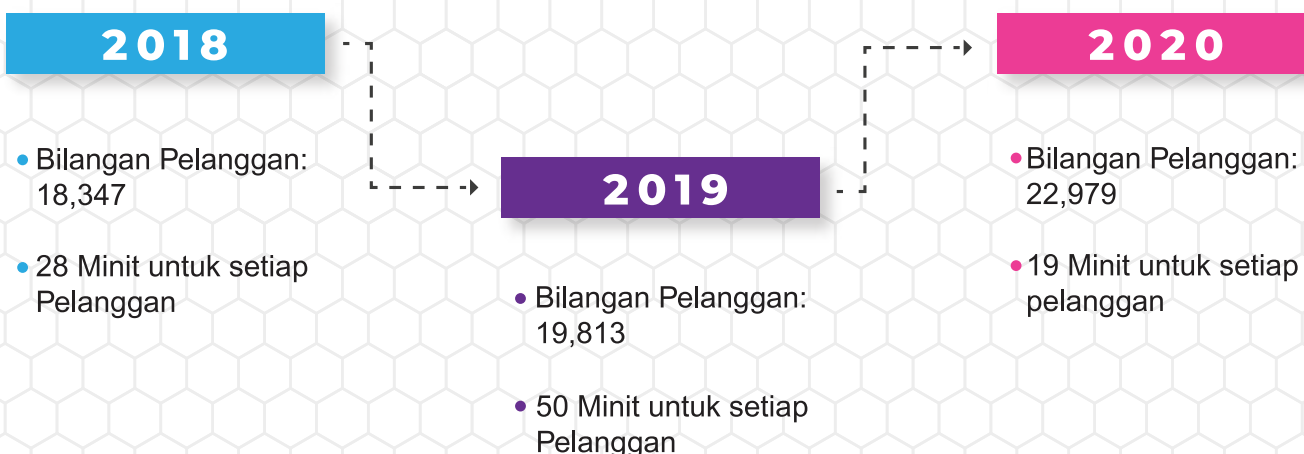 2018
• Bilangan Pelanggan:
18,347
• 28 Minit untuk setiap
Pelanggan
2019
• Bilangan Pelanggan:
19,813
• 50 Minit untuk setiap
Pelanggan
2020
• Bilangan Pelanggan:
22,979
• 19 Minit untuk setiap
pelanggan